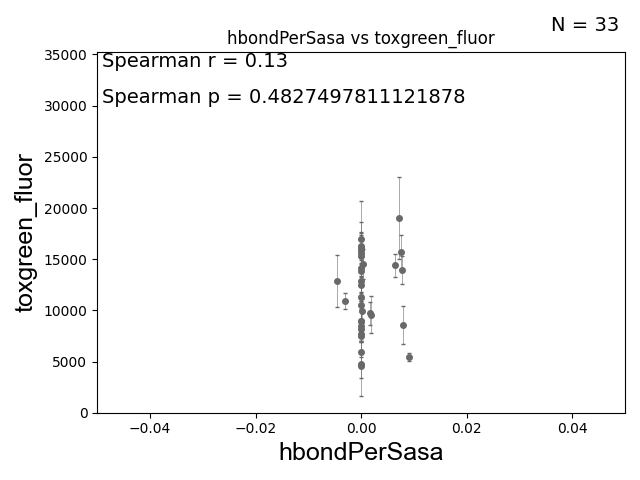 N = 33
hbondPerSasa vs toxgreen_fluor
Spearman r = 0.13
Spearman p = 0.4827497811121878
35000
30000
25000
20000
15000
10000
5000
0
toxgreen_fluor
−0.04
−0.02
0.00
0.02
0.04
hbondPerSasa